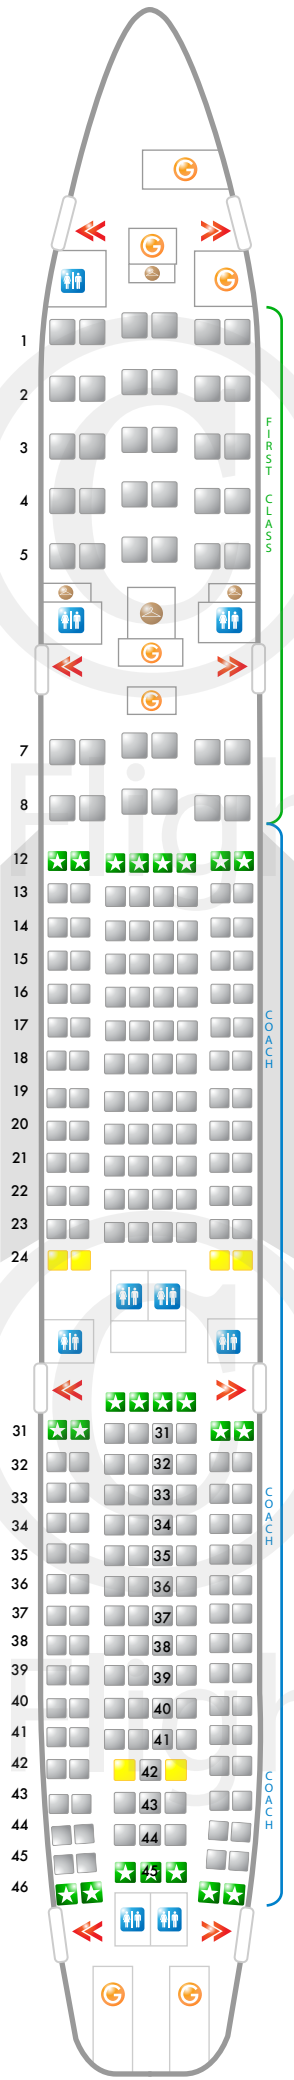 G
G
G
1
2
3
4
5
FIRST CLASS
G
G
7
8
12
13
14
15
16
17
COACH
18
19
20
21
22
23
24
31 31
32 32
33 33
COACH
34 34
35 35
36 36
37 37
38 38
39 39
40 40
41 41
42 42
43 43
COACH
44 44
45 45
46
G G
C
Fligh
C
Fligh